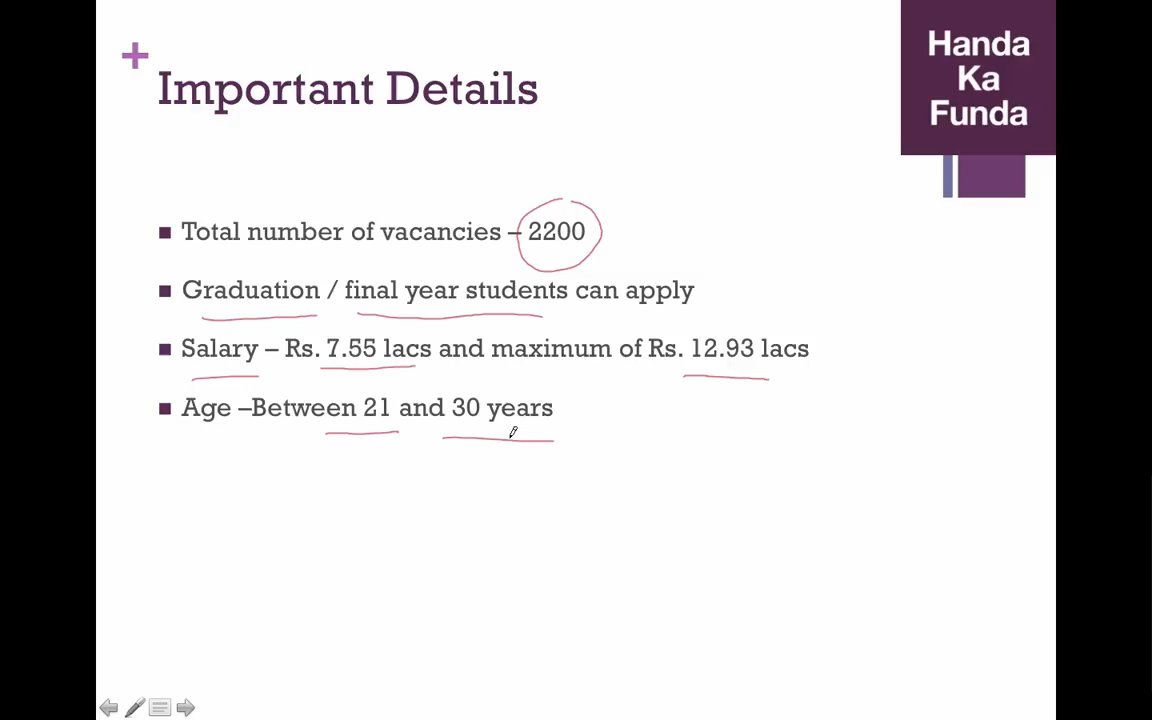 Handa
Ka
Funda
Important Details
Total number of vacancies – 2200
Graduation / final year students can apply
Salary – Rs. 7.55 lacs and maximum of Rs. 12.93 lacs
Age –Between 21 and 30 years